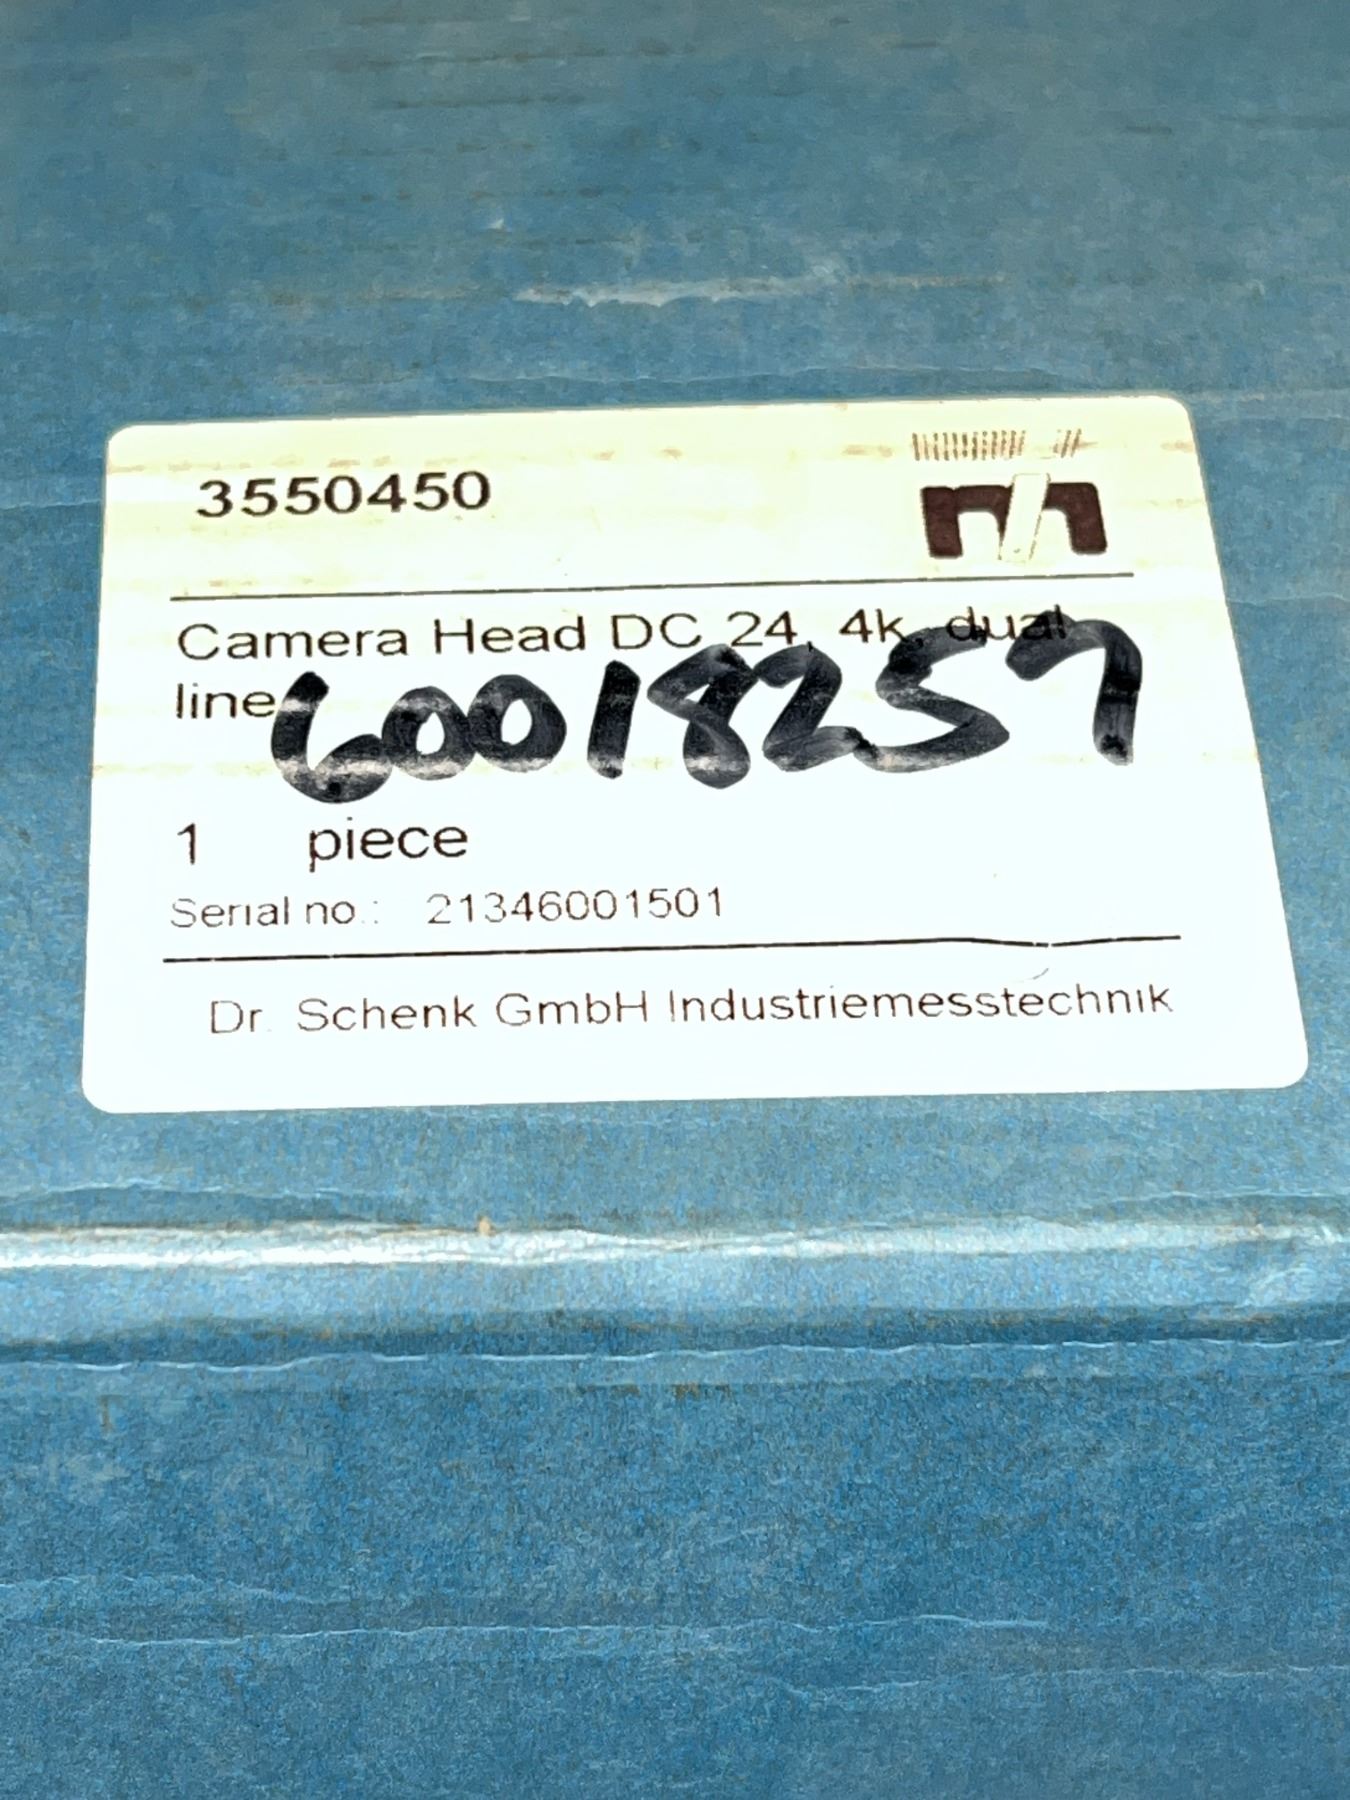 3550450
Camera Head DC 24, 4k, dual
line
60018257
1 piece
Serial no.: 21346001501
Dr. Schenk GmbH Industriemesstechnik